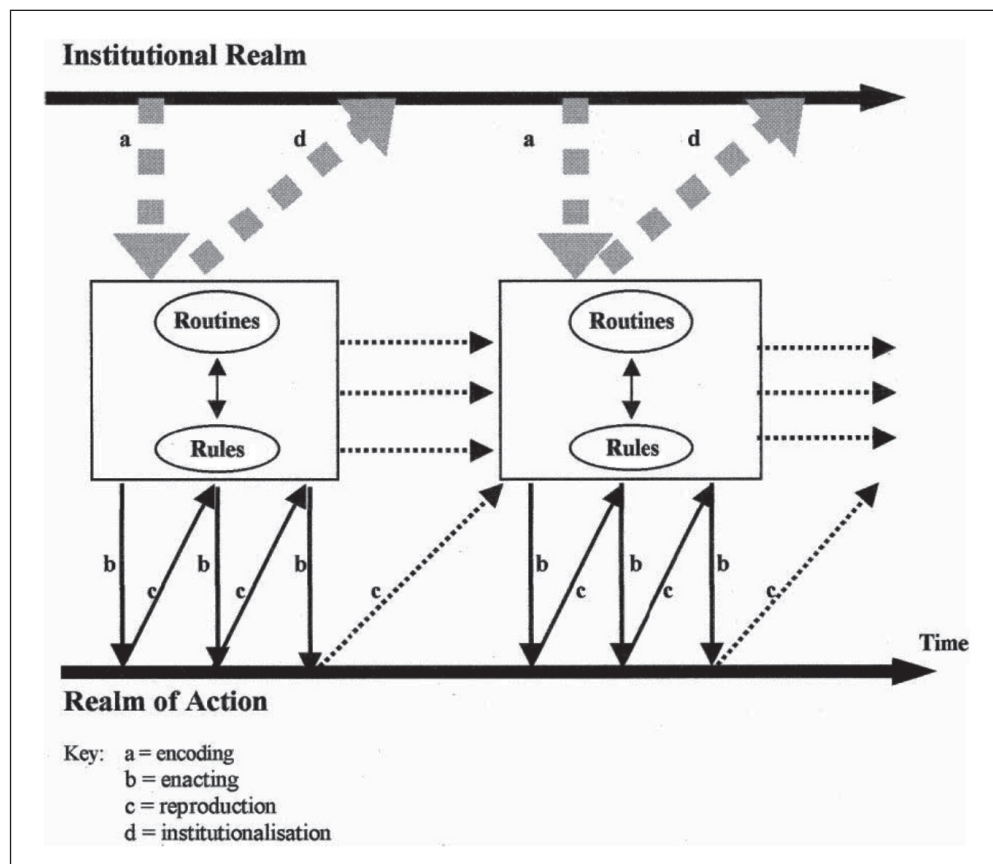 Institutional Realm
a
d
a
d
Routines
Routines
Rules
Rules
b
c
b
c
b
c
b
c
b
c
b
c
Time
Realm of Action
Key: a = encoding
b = enacting
c = reproduction
d = institutionalisation